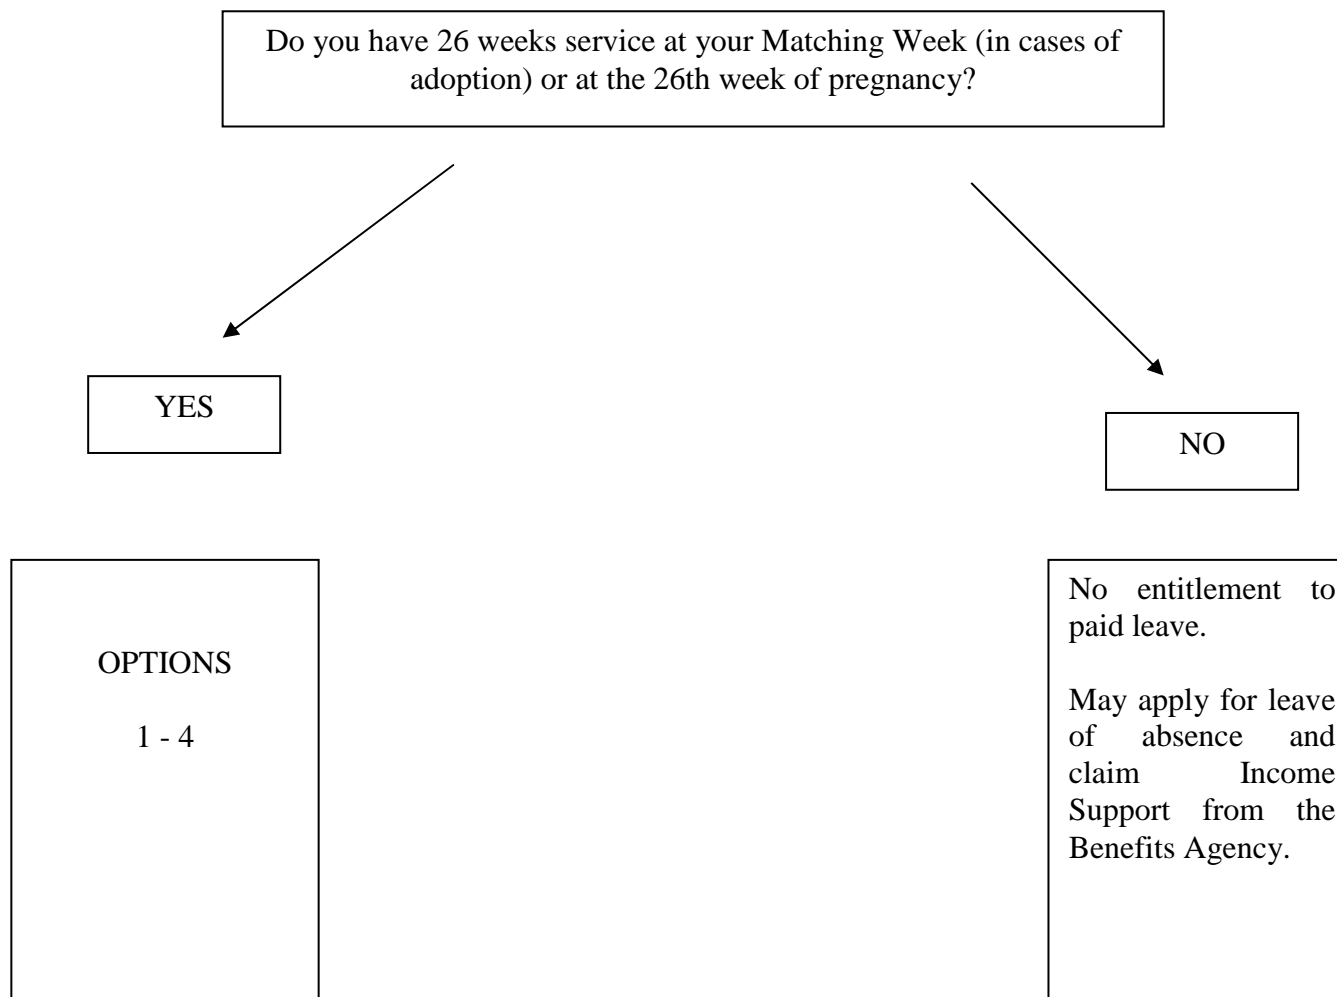 Do you have 26 weeks service at your Matching Week (in cases of
adoption) or at the 26th week of pregnancy?
YES
NO
OPTIONS
1 - 4
No entitlement to
paid leave.
May apply for leave
of absence and
claim Income
Support from the
Benefits Agency.